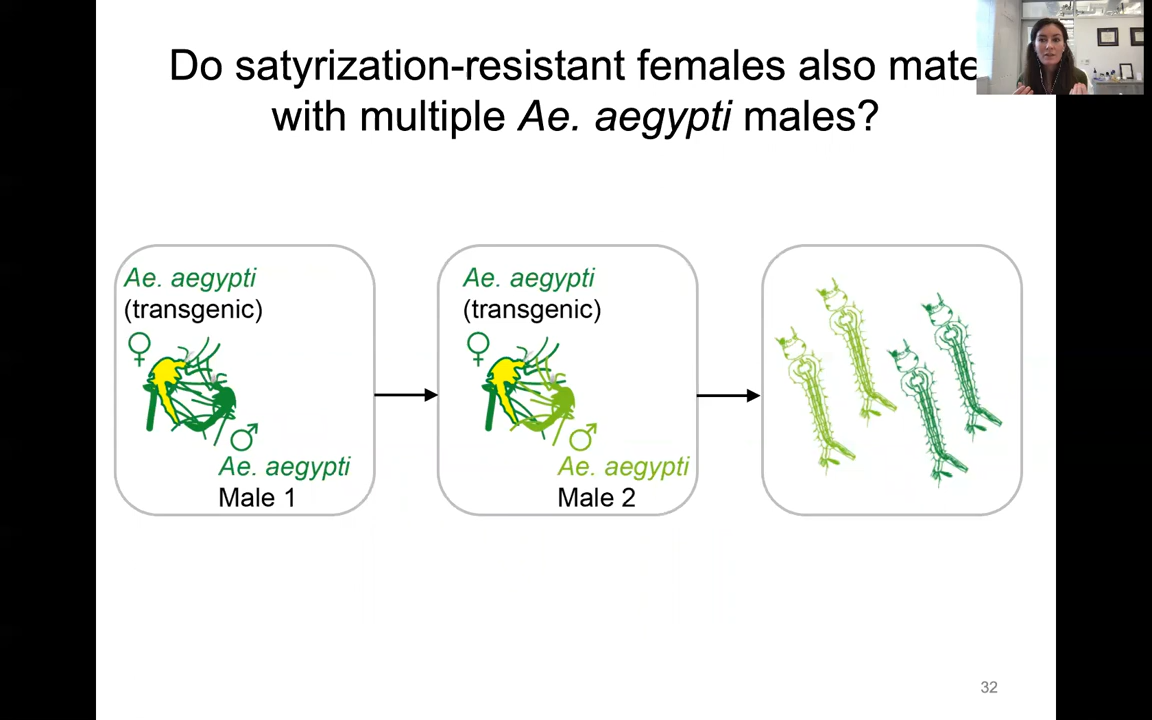 Do satyrization-resistant females also mate
with multiple Ae. aegypti males?
Ae. aegypti
(transgenic)
♀
♂
Ae. aegypti
Male 1
Ae. aegypti
(transgenic)
♀
♂
Ae. aegypti
Male 2
32